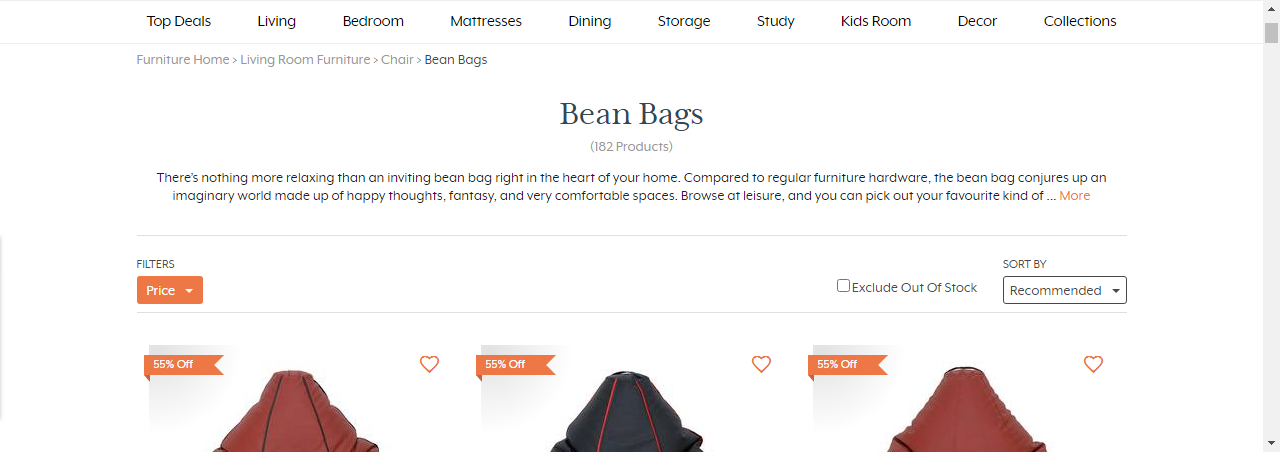 Top Deals Living Bedroom Mattresses Dining Storage Study Kids Room Decor Collections
Furniture Home > Living Room Furniture > Chair > Bean Bags
Bean Bags
(182 Products)
There's nothing more relaxing than an inviting bean bag right in the heart of your home. Compared to regular furniture hardware, the bean bag conjures up an
imaginary world made up of happy thoughts, fantasy, and very comfortable spaces. Browse at leisure, and you can pick out your favourite kind of ... More
FILTERS
Price
Exclude Out Of Stock
SORT BY
Recommended
55% Off
55% Off
55% Off